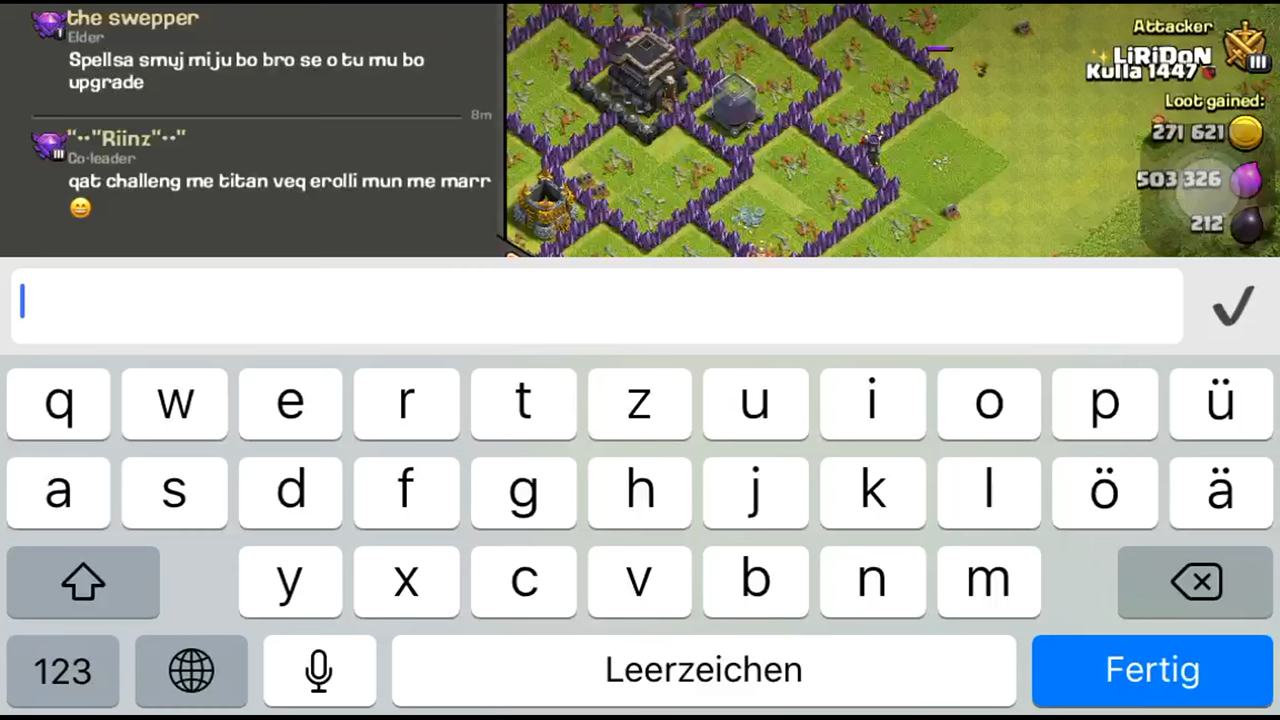 the swepper
Elder
Spellsa smuj miju bo bro se o tu mu bo
upgrade
8m
"··"Riinz"··"
Co-leader
qat challeng me titan veq erolli mun me marr
😄
Attacker
LiRiDoN
Kulla 1447
III
Loot gained:
271 621
503 326
212
q w e r t z u i o p ü
a s d f g h j k l ö ä
y x c v b n m
123
Leerzeichen
Fertig